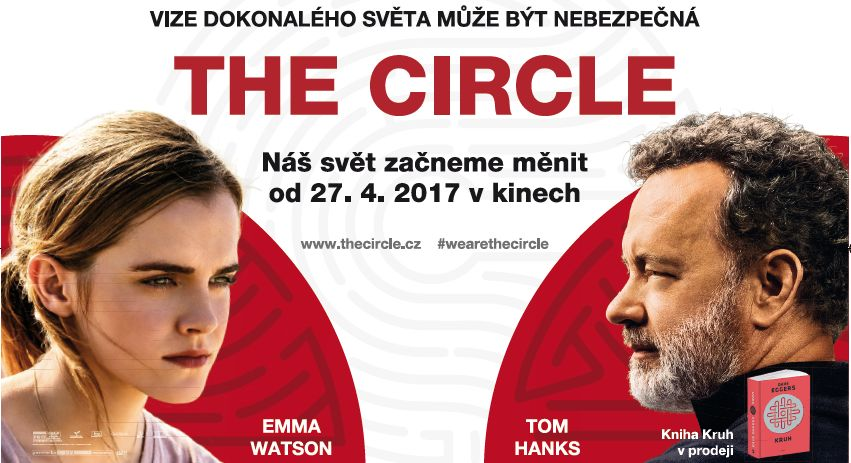 VIZE DOKONALÉHO SVĚTA MŮŽE BÝT NEBEZPEČNÁ
THE CIRCLE
Náš svět začneme měnit
od 27. 4. 2017 v kinech
www.thecircle.cz #wearethecircle
EMMA
WATSON
TOM
HANKS
Kniha Kruh
v prodeji
DAVE
EGGERS
KRUH